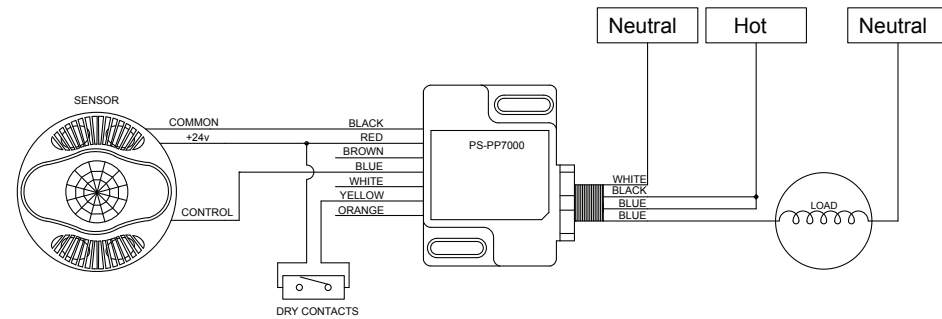 Neutral
Hot
Neutral
SENSOR
COMMON
BLACK
+24v
RED
PS-PP7000
BROWN
BLUE
WHITE
YELLOW
ORANGE
CONTROL
WHITE
BLACK
BLUE
BLUE
LOAD
DRY CONTACTS